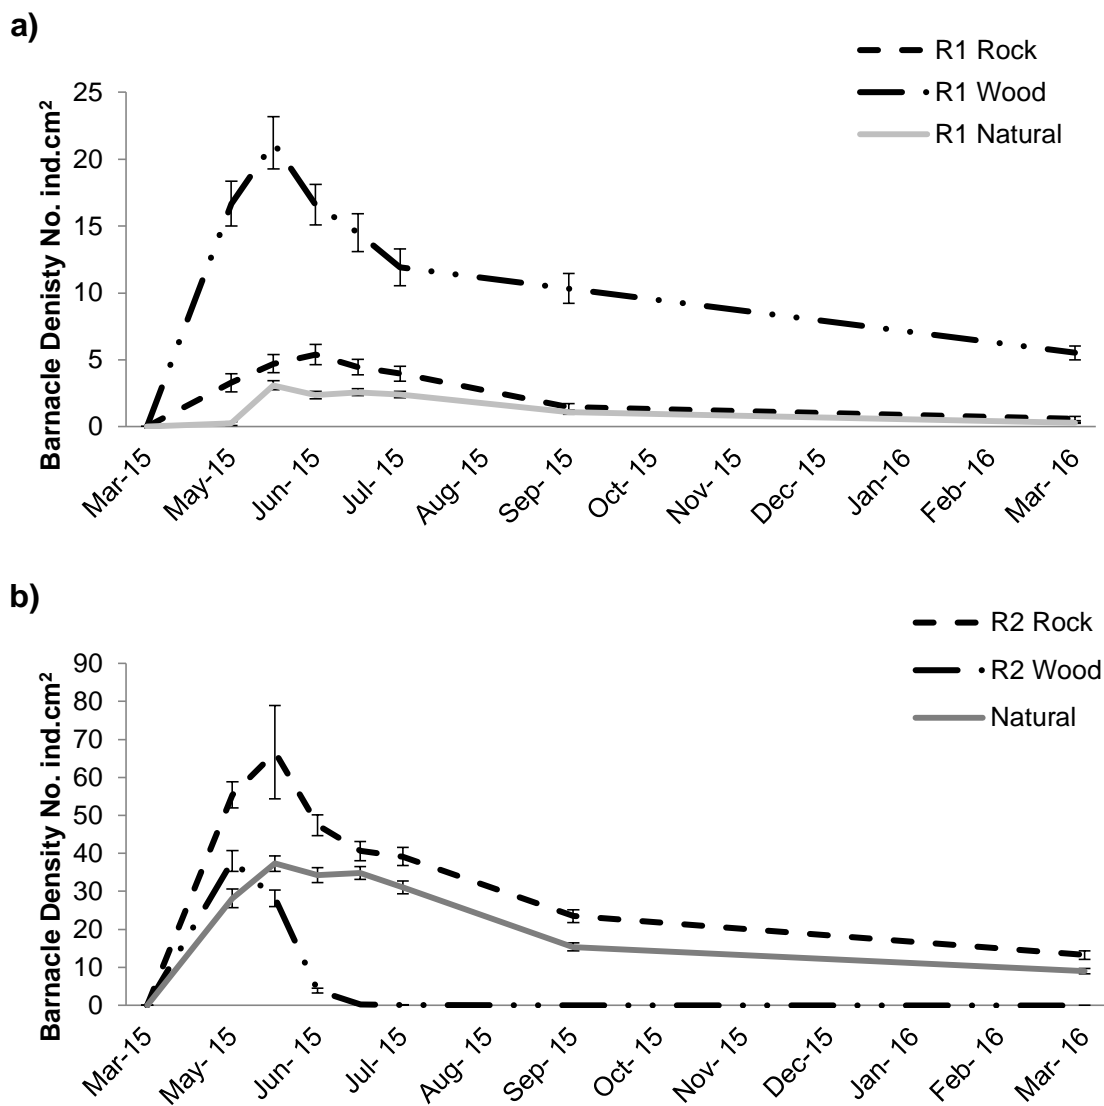 a)
R1 Rock
R1 Wood
R1 Natural
Barnacle Denisty No. ind.cm²
25
20
15
10
5
0
Mar- 15
May- 15
Jun- 15
Jul- 15
Aug- 15
Sep- 15
Oct- 15
Nov- 15
Dec- 15
Jan- 16
Feb- 16
Mar- 16
b)
R2 Rock
R2 Wood
Natural
Barnacle Density No. ind.cm²
90
80
70
60
50
40
30
20
10
0
Mar- 15
May- 15
Jun- 15
Jul- 15
Aug- 15
Sep- 15
Oct- 15
Nov- 15
Dec- 15
Jan- 16
Feb- 16
Mar- 16